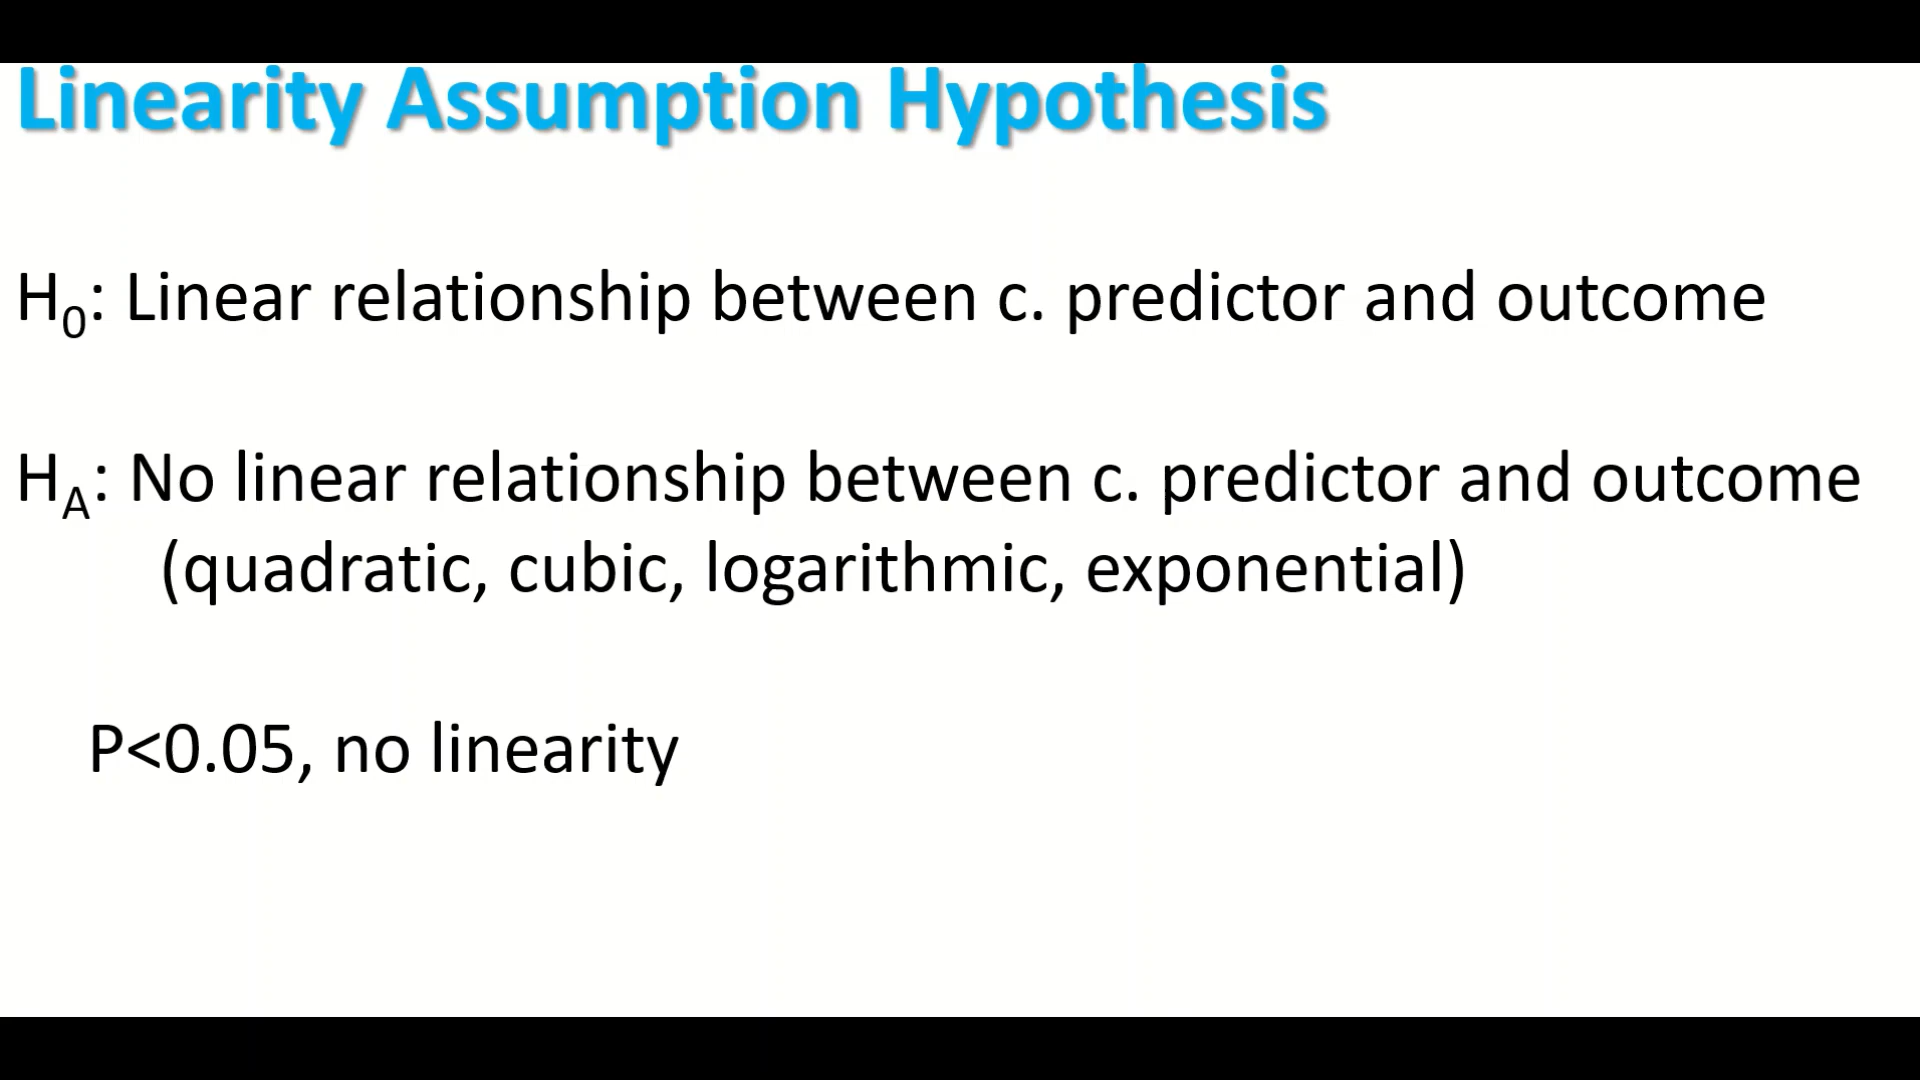 Linearity Assumption Hypothesis
H₀: Linear relationship between c. predictor and outcome
Hₐ: No linear relationship between c. predictor and outcome
(quadratic, cubic, logarithmic, exponential)
P<0.05, no linearity